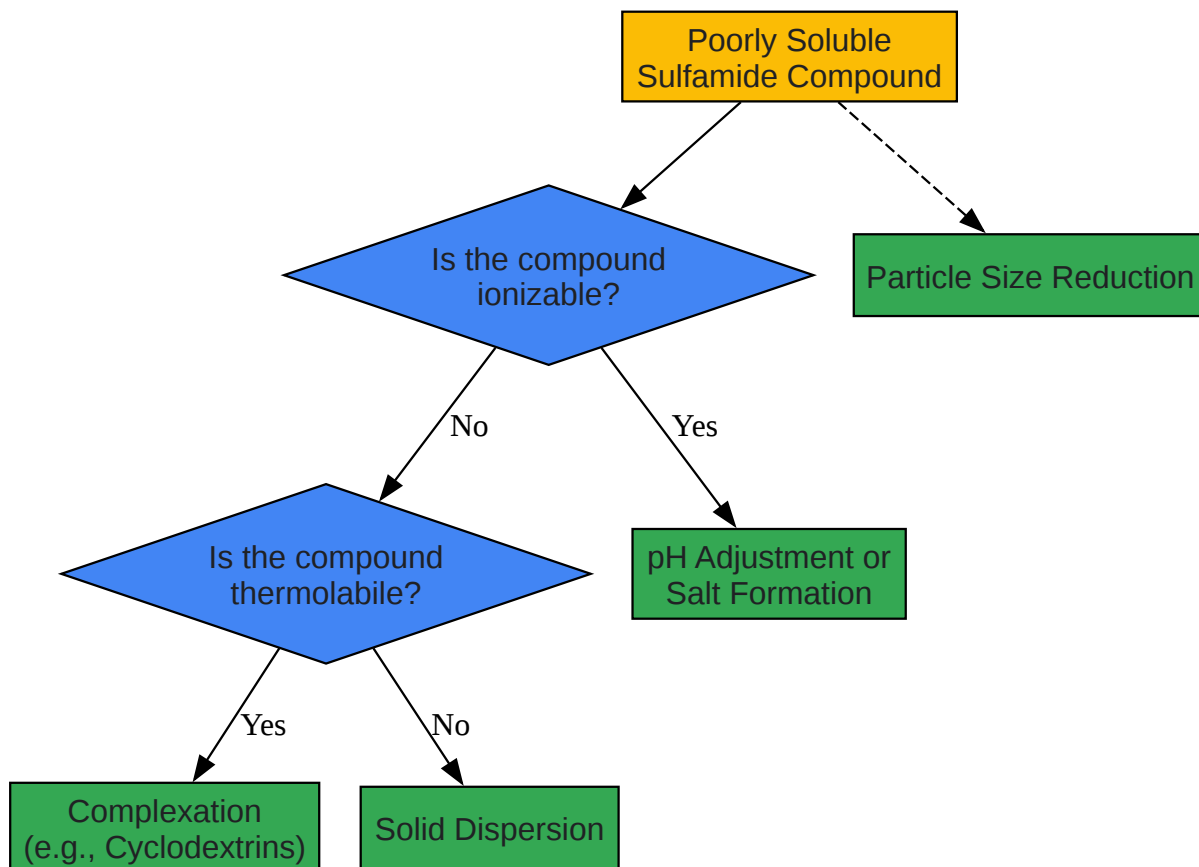 Poorly Soluble
Sulfamide Compound
Is the compound
ionizable?
Particle Size Reduction
No
Yes
Is the compound
thermolabile?
pH Adjustment or
Salt Formation
Yes
No
Complexation
(e.g., Cyclodextrins)
Solid Dispersion